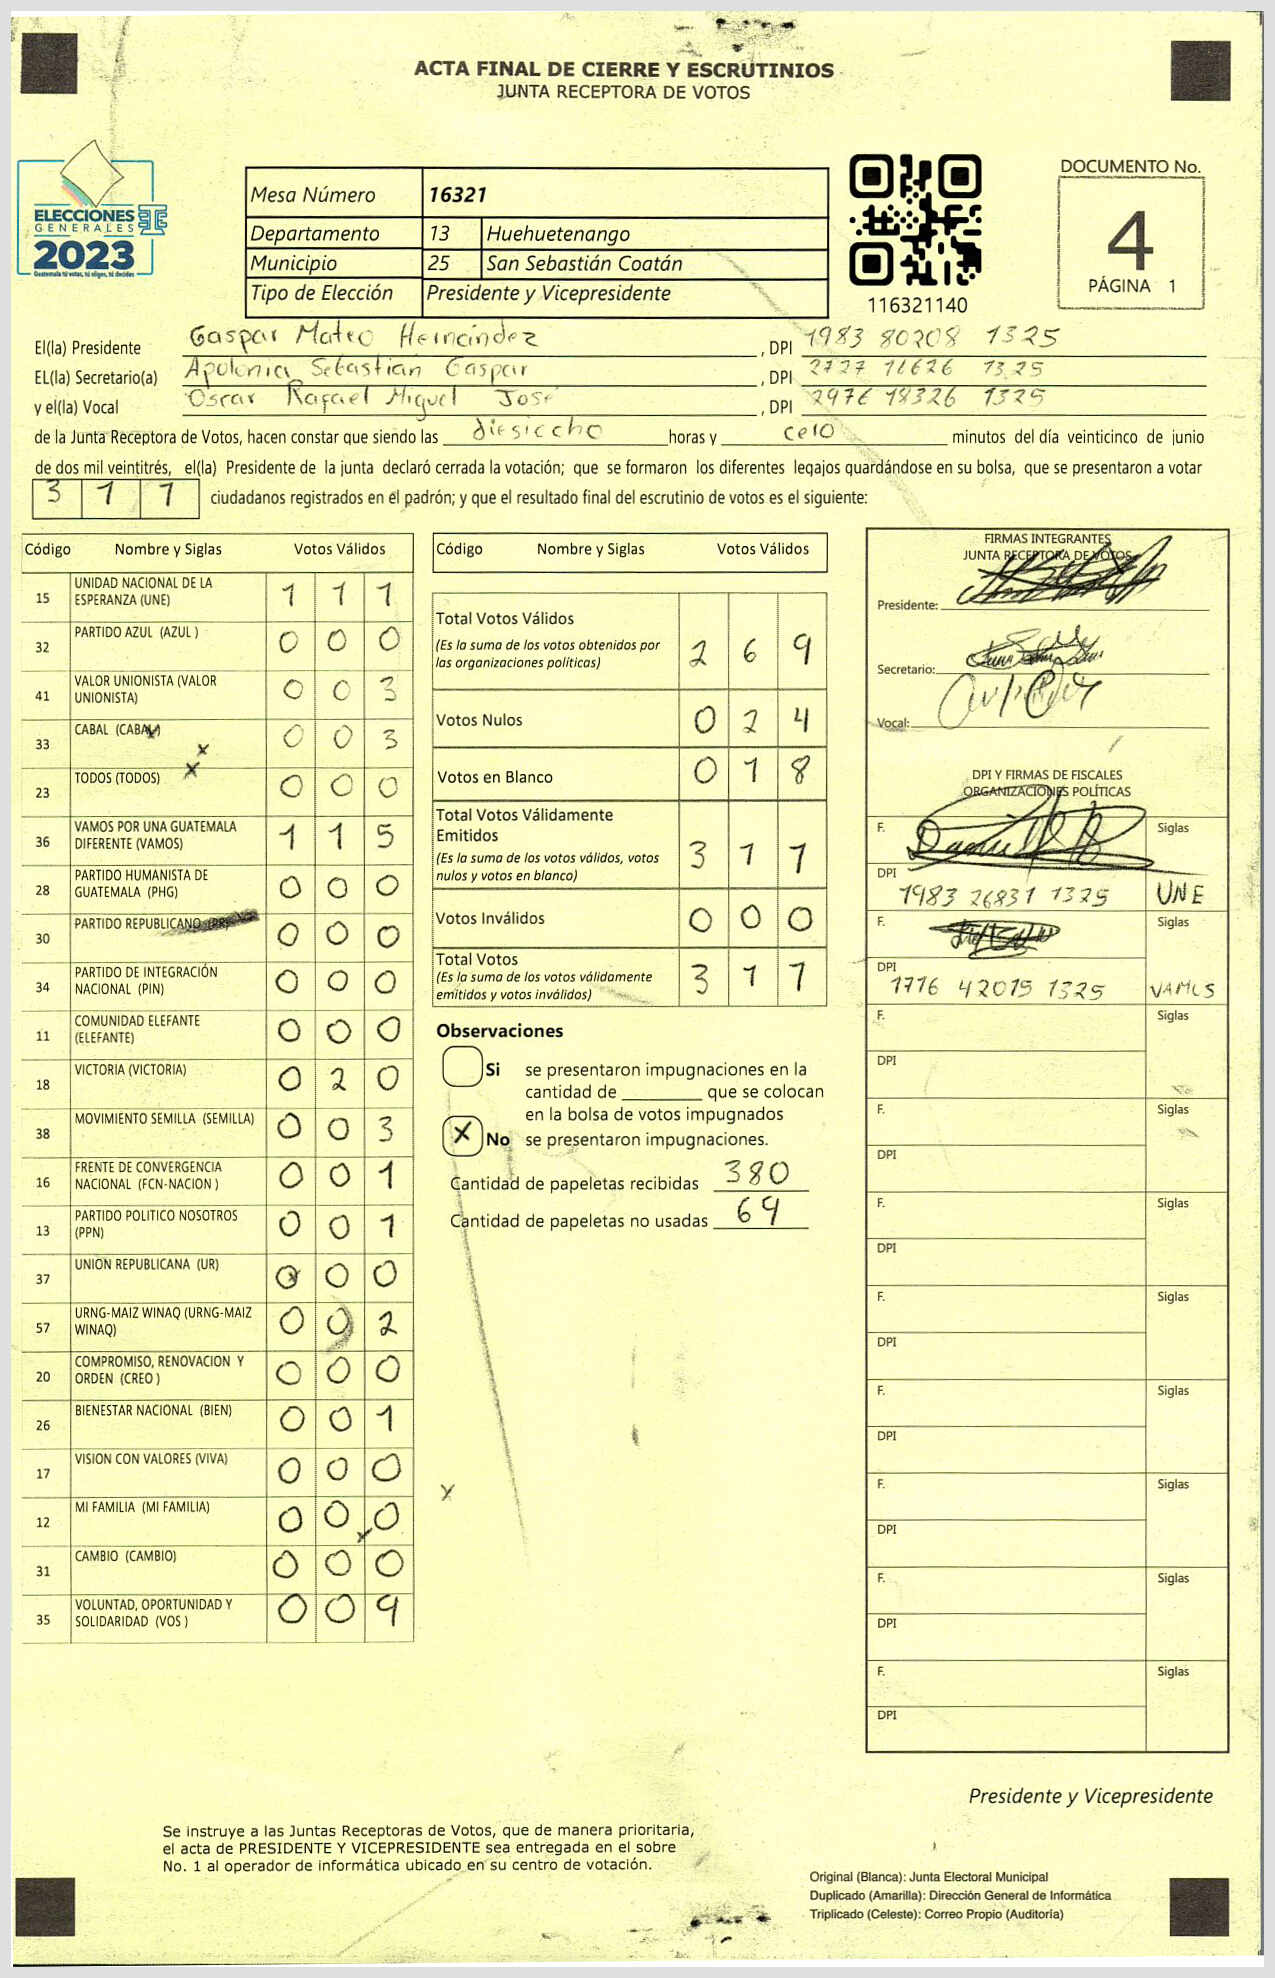 ACTA FINAL DE CIERRE Y ESCRUTINIOS
JUNTA RECEPTORA DE VOTOS
ELECCIONES
GENERALES
2023
Guatemala tú votas, tú eliges, tú decides
Mesa Número 16321
Departamento 13 Huehuetenango
Municipio 25 San Sebastián Coatán
Tipo de Elección Presidente y Vicepresidente
116321140
DOCUMENTO No.
4
PÁGINA 1
El(la) Presidente Gaspar Mateo Hernández , DPI 1983 80208 1325
EL(la) Secretario(a) Apolonia Sebastián Gaspar , DPI 2727 11626 1325
y el(la) Vocal Oscar Rafael Miguel José , DPI 2976 18326 1325
de la Junta Receptora de Votos, hacen constar que siendo las diesiocho horas y cero minutos del día veinticinco de junio
de dos mil veintitrés, el(la) Presidente de la junta declaró cerrada la votación; que se formaron los diferentes legajos guardándose en su bolsa, que se presentaron a votar
3 1 1 ciudadanos registrados en el padrón; y que el resultado final del escrutinio de votos es el siguiente:
Código Nombre y Siglas Votos Válidos
15 UNIDAD NACIONAL DE LA ESPERANZA (UNE) 1 1 1
32 PARTIDO AZUL (AZUL ) 0 0 0
41 VALOR UNIONISTA (VALOR UNIONISTA) 0 0 3
33 CABAL (CABAL) 0 0 3
23 TODOS (TODOS) 0 0 0
36 VAMOS POR UNA GUATEMALA DIFERENTE (VAMOS) 1 1 5
28 PARTIDO HUMANISTA DE GUATEMALA (PHG) 0 0 0
30 PARTIDO REPUBLICANO (PR) 0 0 0
34 PARTIDO DE INTEGRACIÓN NACIONAL (PIN) 0 0 0
11 COMUNIDAD ELEFANTE (ELEFANTE) 0 0 0
18 VICTORIA (VICTORIA) 0 2 0
38 MOVIMIENTO SEMILLA (SEMILLA) 0 0 3
16 FRENTE DE CONVERGENCIA NACIONAL (FCN-NACION ) 0 0 1
13 PARTIDO POLITICO NOSOTROS (PPN) 0 0 1
37 UNION REPUBLICANA (UR) 0 0 0
57 URNG-MAIZ WINAQ (URNG-MAIZ WINAQ) 0 0 2
20 COMPROMISO, RENOVACION Y ORDEN (CREO ) 0 0 0
26 BIENESTAR NACIONAL (BIEN) 0 0 1
17 VISION CON VALORES (VIVA) 0 0 0
12 MI FAMILIA (MI FAMILIA) 0 0 0
31 CAMBIO (CAMBIO) 0 0 0
35 VOLUNTAD, OPORTUNIDAD Y SOLIDARIDAD (VOS ) 0 0 9
Código Nombre y Siglas Votos Válidos
Total Votos Válidos 2 6 9
(Es la suma de los votos obtenidos por
las organizaciones políticas)
Votos Nulos 0 2 4
Votos en Blanco 0 1 8
Total Votos Válidamente
Emitidos 3 1 1
(Es la suma de los votos válidos, votos
nulos y votos en blanco)
Votos Inválidos 0 0 0
Total Votos 3 1 1
(Es la suma de los votos válidamente
emitidos y votos inválidos)
Observaciones
Si se presentaron impugnaciones en la
cantidad de ________ que se colocan
en la bolsa de votos impugnados
X No se presentaron impugnaciones.
Cantidad de papeletas recibidas 380
Cantidad de papeletas no usadas 69
FIRMAS INTEGRANTES
JUNTA RECEPTORA DE VOTOS
Presidente:
Secretario:
Vocal:
DPI Y FIRMAS DE FISCALES
ORGANIZACIONES POLÍTICAS
F. Siglas
DPI 1983 26831 1325 UNE
F. Siglas
DPI 1716 42015 1325 VAMOS
F. Siglas
DPI
F. Siglas
DPI
F. Siglas
DPI
F. Siglas
DPI
F. Siglas
DPI
F. Siglas
DPI
F. Siglas
DPI
F. Siglas
DPI
Presidente y Vicepresidente
Se instruye a las Juntas Receptoras de Votos, que de manera prioritaria,
el acta de PRESIDENTE Y VICEPRESIDENTE sea entregada en el sobre
No. 1 al operador de informática ubicado en su centro de votación.
Original (Blanca): Junta Electoral Municipal
Duplicado (Amarilla): Dirección General de Informática
Triplicado (Celeste): Correo Propio (Auditoría)